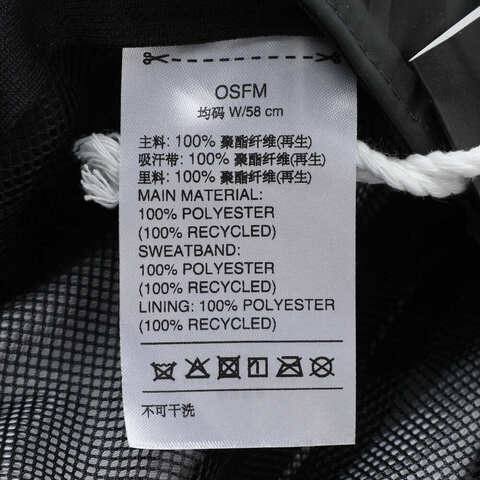 OSFM
均码 W/58 cm
主料: 100% 聚酯纤维(再生)
吸汗带: 100% 聚酯纤维(再生)
里料: 100% 聚酯纤维(再生)
MAIN MATERIAL:
100% POLYESTER
(100% RECYCLED)
SWEATBAND:
100% POLYESTER
(100% RECYCLED)
LINING: 100% POLYESTER
(100% RECYCLED)
不可干洗